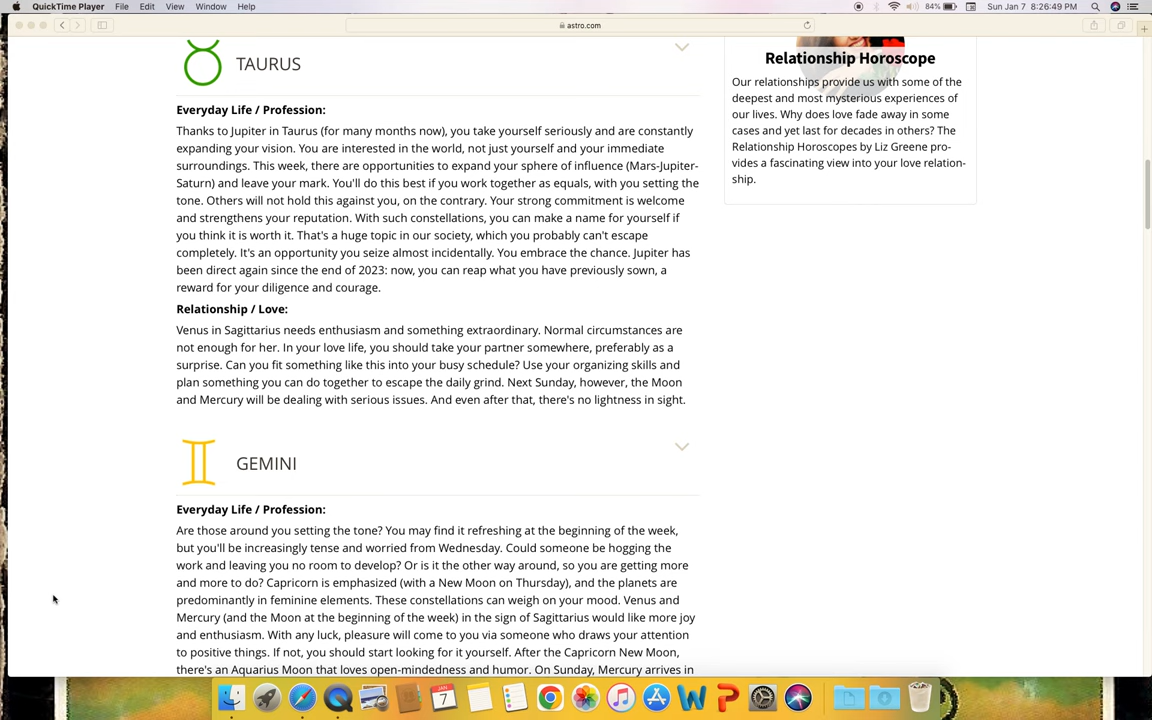 QuickTime Player File Edit View Window Help 84% Sun Jan 7 8:26:49 PM
astro.com
TAURUS
Everyday Life / Profession:
Thanks to Jupiter in Taurus (for many months now), you take yourself seriously and are constantly
expanding your vision. You are interested in the world, not just yourself and your immediate
surroundings. This week, there are opportunities to expand your sphere of influence (Mars-Jupiter-
Saturn) and leave your mark. You'll do this best if you work together as equals, with you setting the
tone. Others will not hold this against you, on the contrary. Your strong commitment is welcome
and strengthens your reputation. With such constellations, you can make a name for yourself if
you think it is worth it. That's a huge topic in our society, which you probably can't escape
completely. It's an opportunity you seize almost incidentally. You embrace the chance. Jupiter has
been direct again since the end of 2023: now, you can reap what you have previously sown, a
reward for your diligence and courage.
Relationship / Love:
Venus in Sagittarius needs enthusiasm and something extraordinary. Normal circumstances are
not enough for her. In your love life, you should take your partner somewhere, preferably as a
surprise. Can you fit something like this into your busy schedule? Use your organizing skills and
plan something you can do together to escape the daily grind. Next Sunday, however, the Moon
and Mercury will be dealing with serious issues. And even after that, there's no lightness in sight.
GEMINI
Everyday Life / Profession:
Are those around you setting the tone? You may find it refreshing at the beginning of the week,
but you'll be increasingly tense and worried from Wednesday. Could someone be hogging the
work and leaving you no room to develop? Or is it the other way around, so you are getting more
and more to do? Capricorn is emphasized (with a New Moon on Thursday), and the planets are
predominantly in feminine elements. These constellations can weigh on your mood. Venus and
Mercury (and the Moon at the beginning of the week) in the sign of Sagittarius would like more joy
and enthusiasm. With any luck, pleasure will come to you via someone who draws your attention
to positive things. If not, you should start looking for it yourself. After the Capricorn New Moon,
there's an Aquarius Moon that loves open-mindedness and humor. On Sunday, Mercury arrives in
Relationship Horoscope
Our relationships provide us with some of the
deepest and most mysterious experiences of
our lives. Why does love fade away in some
cases and yet last for decades in others? The
Relationship Horoscopes by Liz Greene pro-
vides a fascinating view into your love relation-
ship.
JAN
7